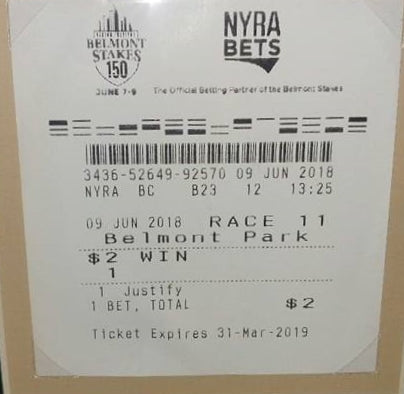 BELMONT
STAKES
150
JUNE 7-9
NYRA
BETS
The Official Betting Partner of the Belmont Stakes
3436-52649-92570 09 JUN 2018
NYRA BC B23 12 13:25
09 JUN 2018 RACE 11
Belmont Park
$2 WIN
1
1 Justify
1 BET, TOTAL $2
Ticket Expires 31-Mar-2019